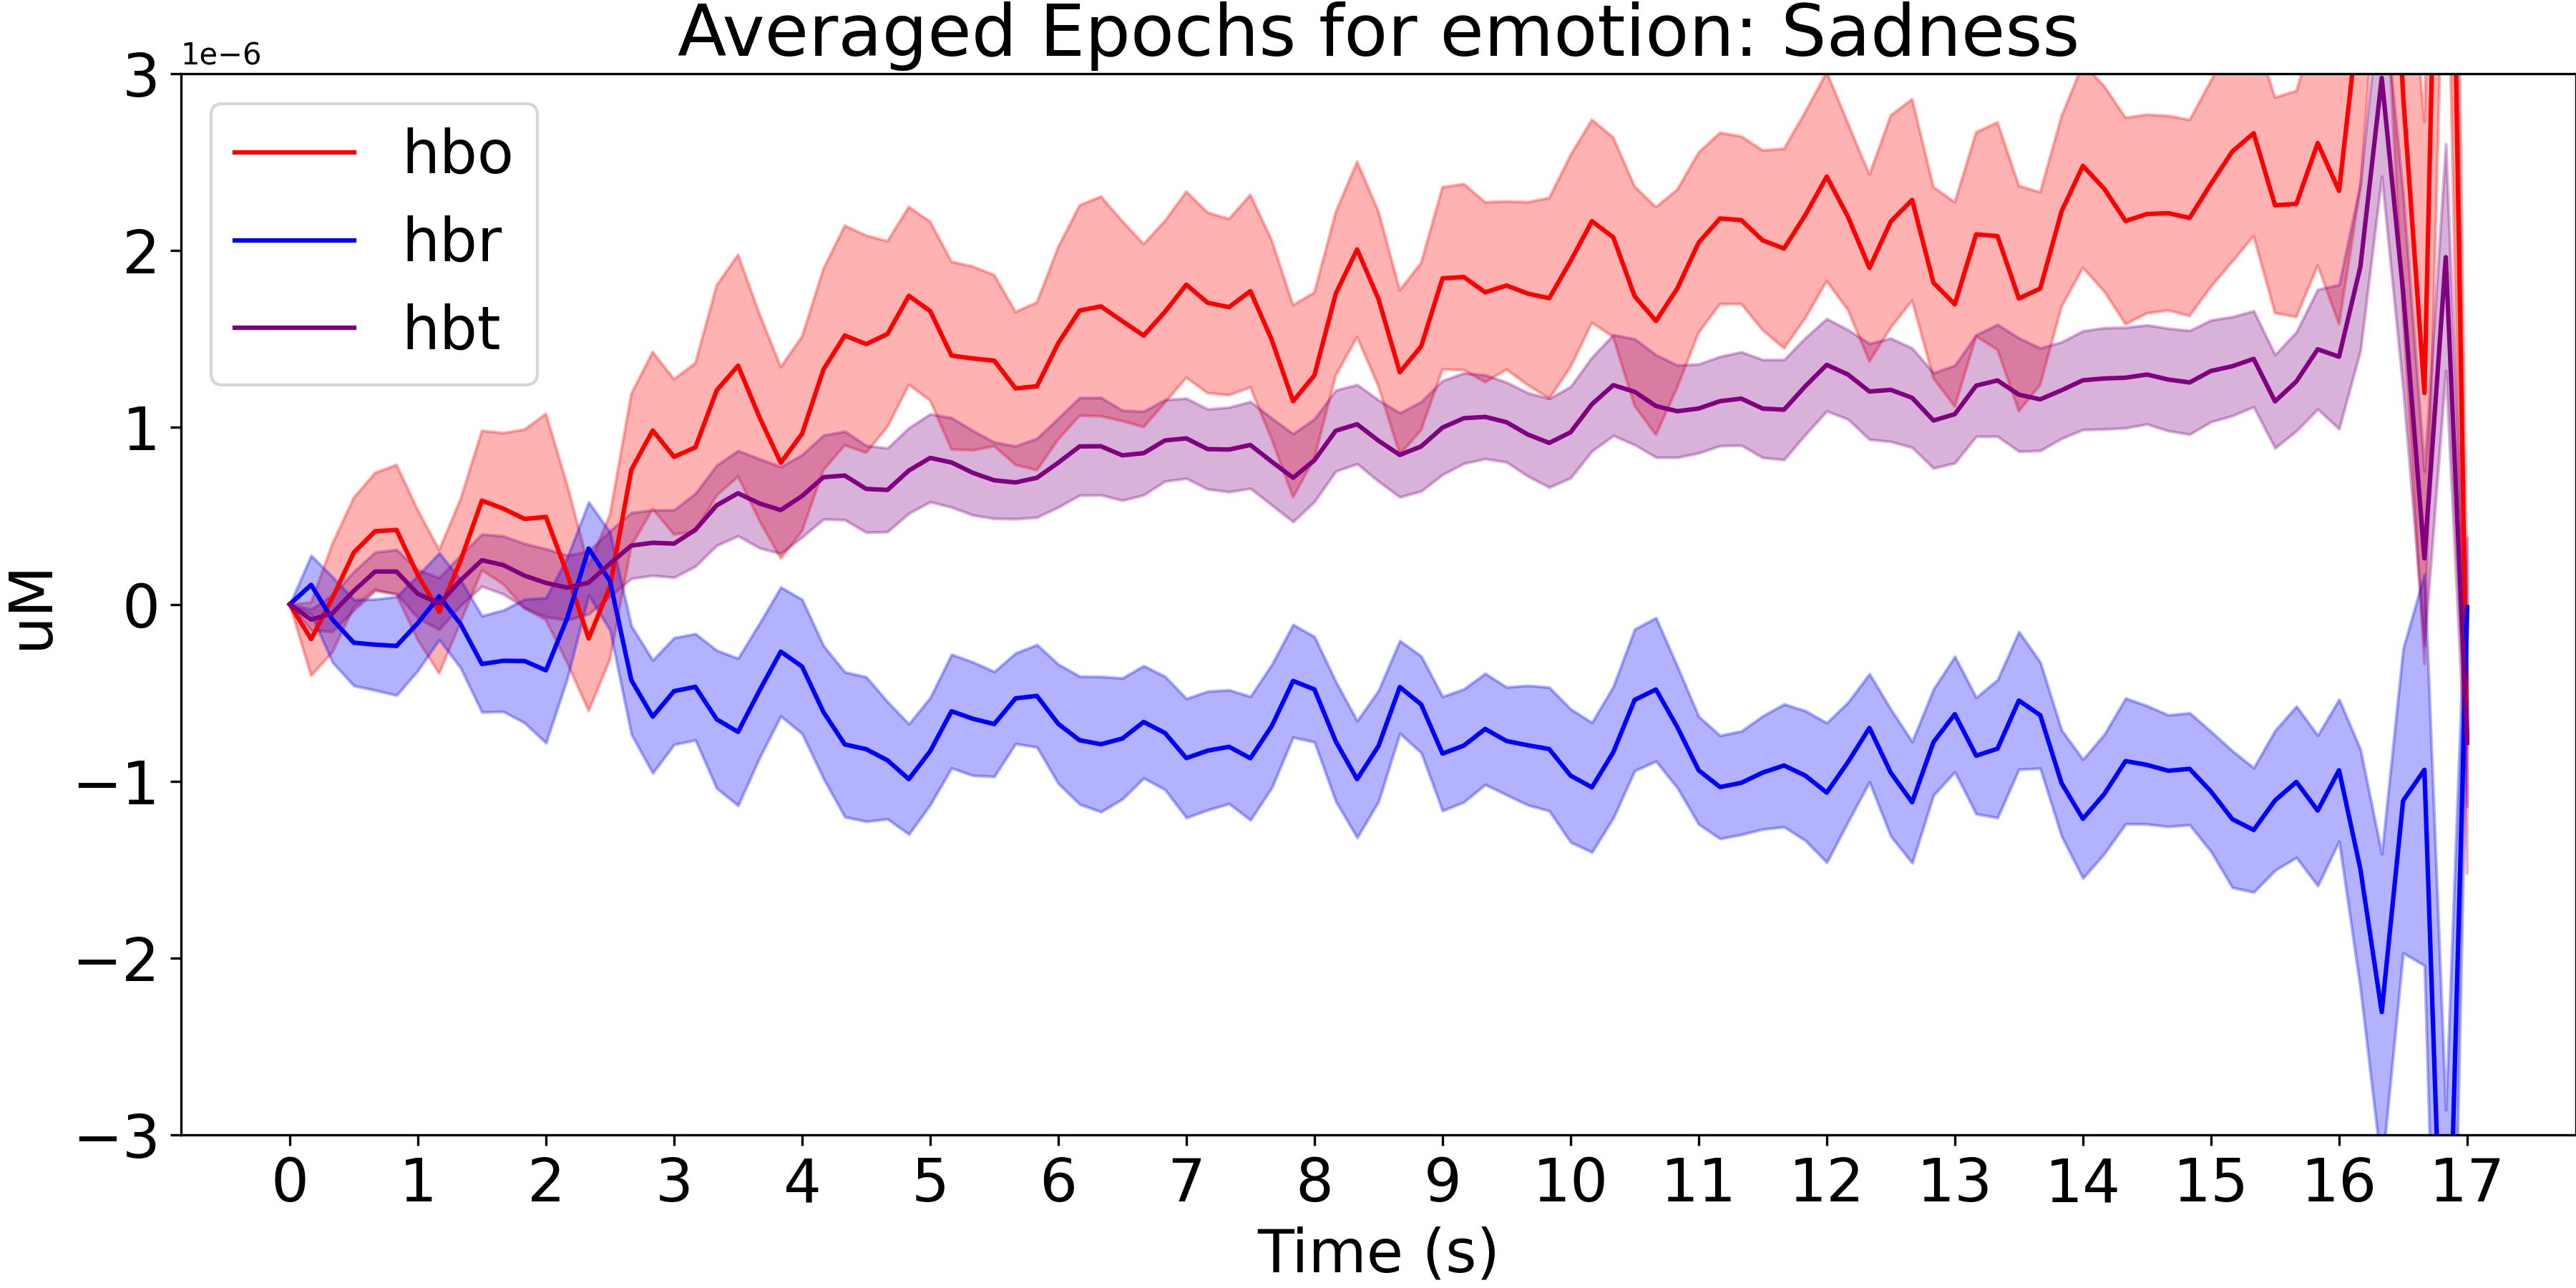 Averaged Epochs for emotion: Sadness
1e−6
3
2
1
0
−1
−2
−3
uM
hbo
hbr
hbt
0 1 2 3 4 5 6 7 8 9 10 11 12 13 14 15 16 17
Time (s)